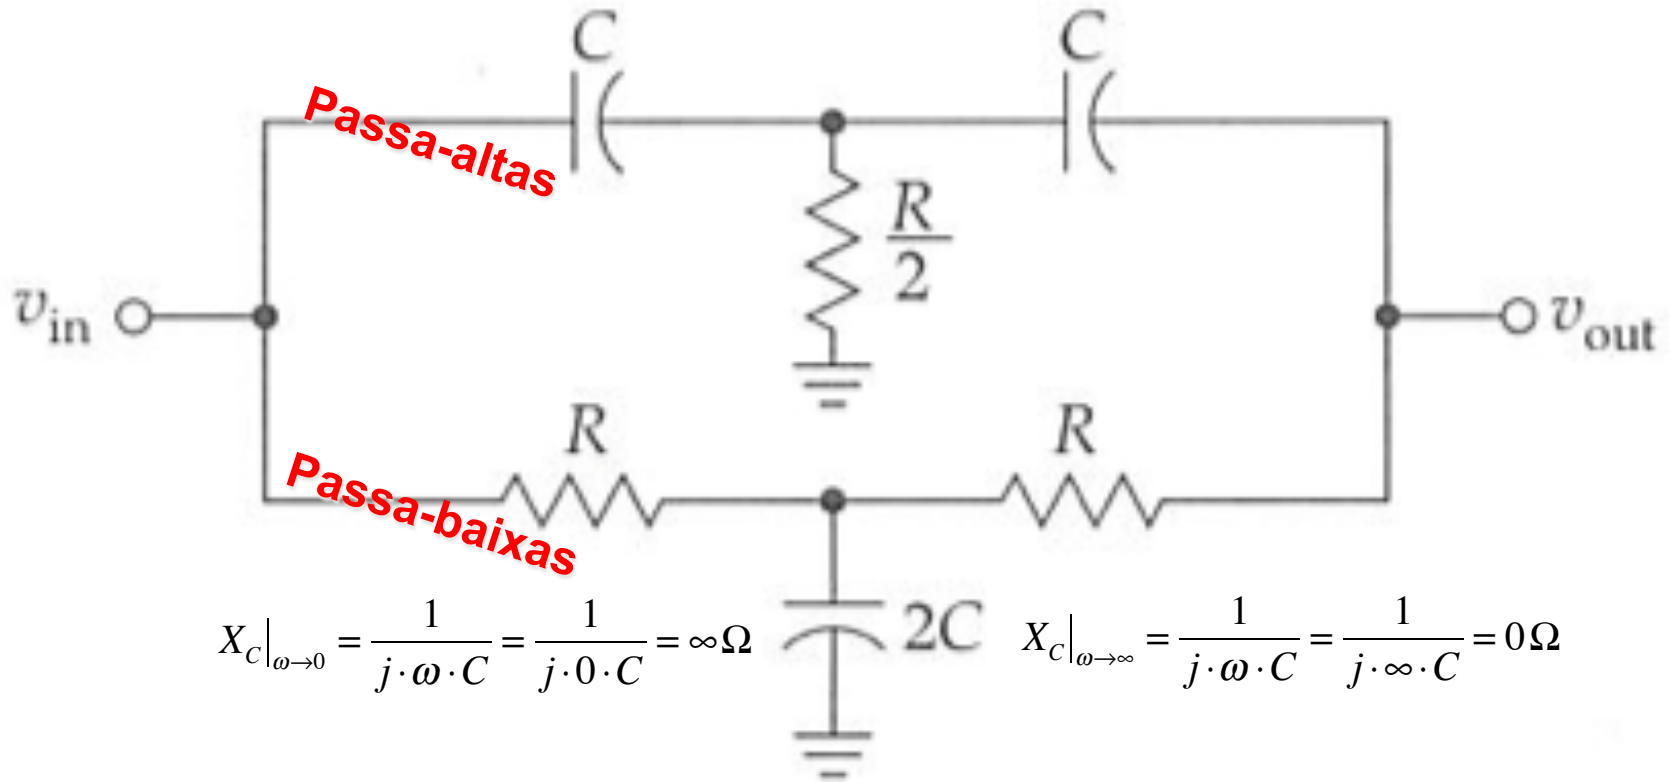 C
C
Passa-altas
R
2
v_in
v_out
R
R
Passa-baixas
2C
X_C|_{ω→0} = 1/(j·ω·C) = 1/(j·0·C) = ∞Ω
X_C|_{ω→∞} = 1/(j·ω·C) = 1/(j·∞·C) = 0Ω